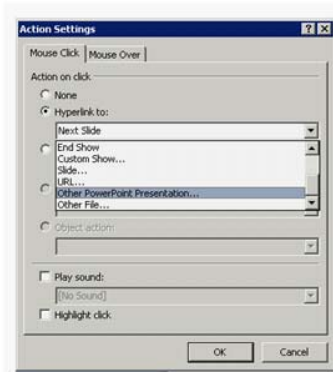 Action Settings
Mouse Click
Mouse Over
Action on click
None
Hyperlink to:
Next Slide
End Show
Custom Show...
Slide...
URL...
Other PowerPoint Presentation...
Other File...
Object action:
Play sound:
[No Sound]
Highlight click
OK
Cancel